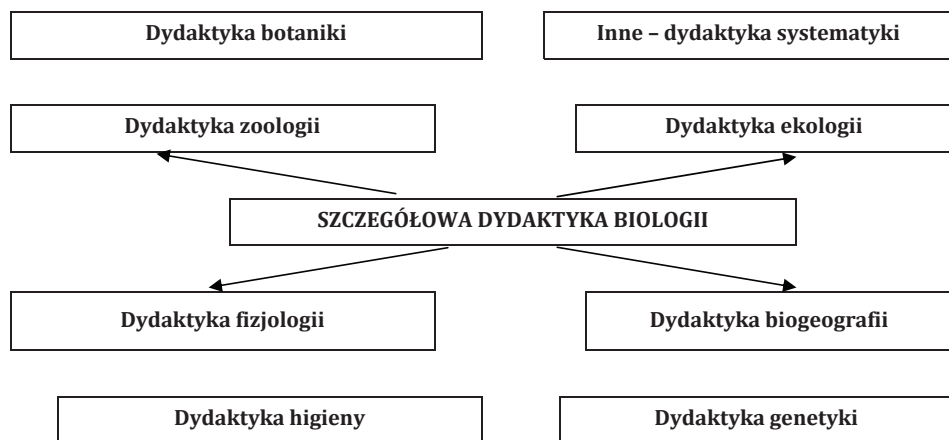 Dydaktyka botaniki
Inne – dydaktyka systematyki
Dydaktyka zoologii
Dydaktyka ekologii
SZCZEGÓŁOWA DYDAKTYKA BIOLOGII
Dydaktyka fizjologii
Dydaktyka biogeografii
Dydaktyka higieny
Dydaktyka genetyki